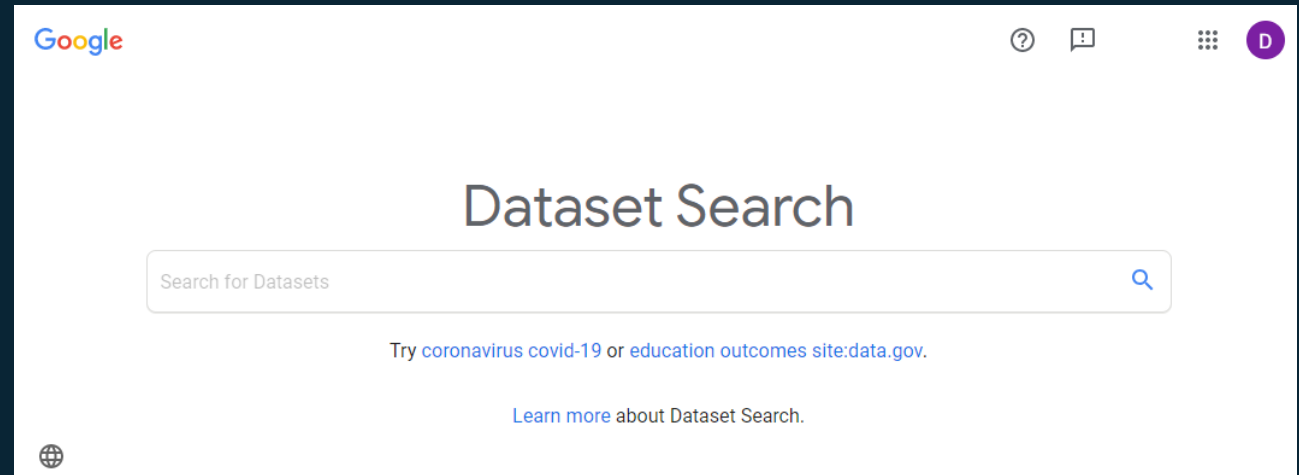 Google
D
Dataset Search
Search for Datasets
Try coronavirus covid-19 or education outcomes site:data.gov.
Learn more about Dataset Search.